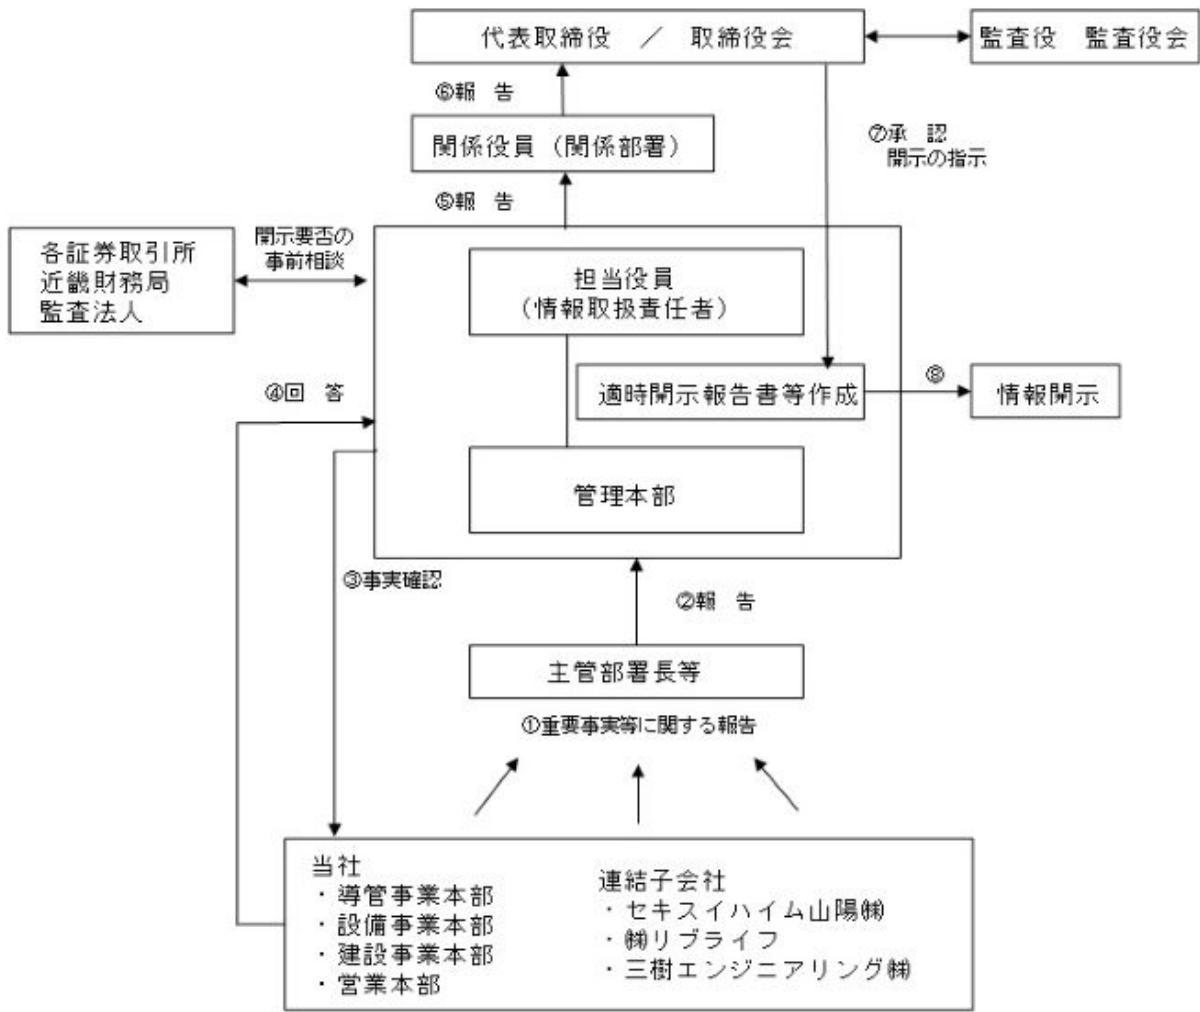 代表取締役 ／ 取締役会
監査役 監査役会
⑥報 告
関係役員（関係部署）
⑦承 認
開示の指示
⑤報 告
各証券取引所
近畿財務局
監査法人
開示要否の
事前相談
担当役員
（情報取扱責任者）
④回 答
適時開示報告書等作成
⑧
情報開示
管理本部
③事実確認
②報 告
主管部署長等
①重要事実等に関する報告
当社
・導管事業本部
・設備事業本部
・建設事業本部
・営業本部
連結子会社
・セキスイハイム山陽㈱
・㈱リブライフ
・三樹エンジニアリング㈱